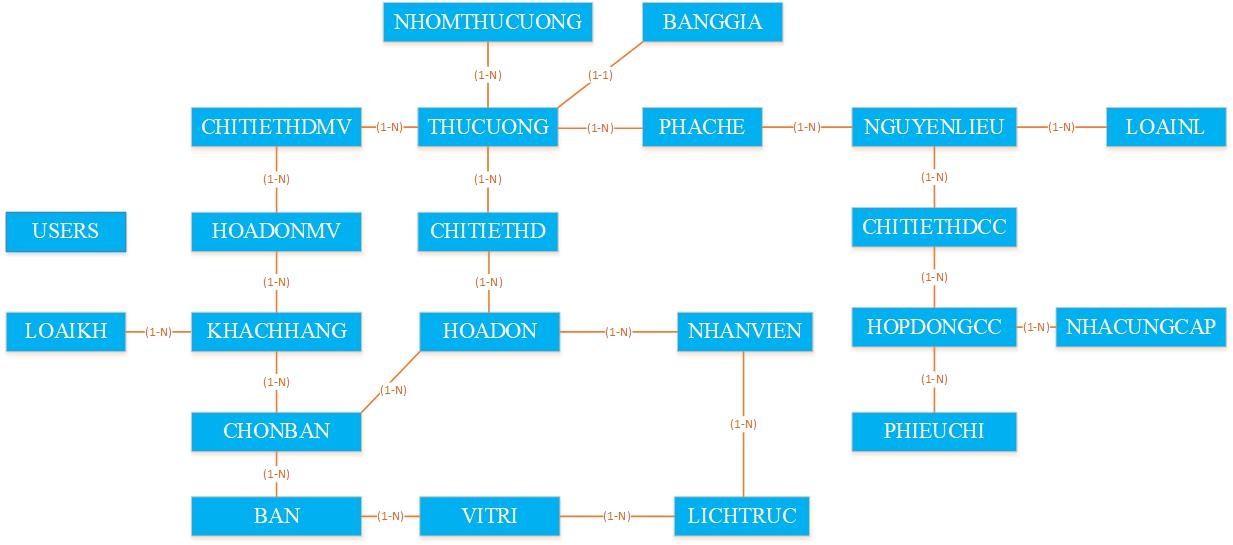 NHOMTHUCUONG
BANGGIA
(1-N)
(1-1)
CHITIETHDMV
(1-N)
THUCUONG
(1-N)
PHACHE
(1-N)
NGUYENLIEU
(1-N)
LOAINL
(1-N)
(1-N)
(1-N)
USERS
HOADONMV
CHITIETHD
CHITIETHDCC
(1-N)
(1-N)
(1-N)
LOAIKH
(1-N)
KHACHHANG
HOADON
(1-N)
NHANVIEN
HOPDONGCC
(1-N)
NHACUNGCAP
(1-N)
(1-N)
(1-N)
CHONBAN
(1-N)
PHIEUCHI
(1-N)
BAN
(1-N)
VITRI
(1-N)
LICHTRUC